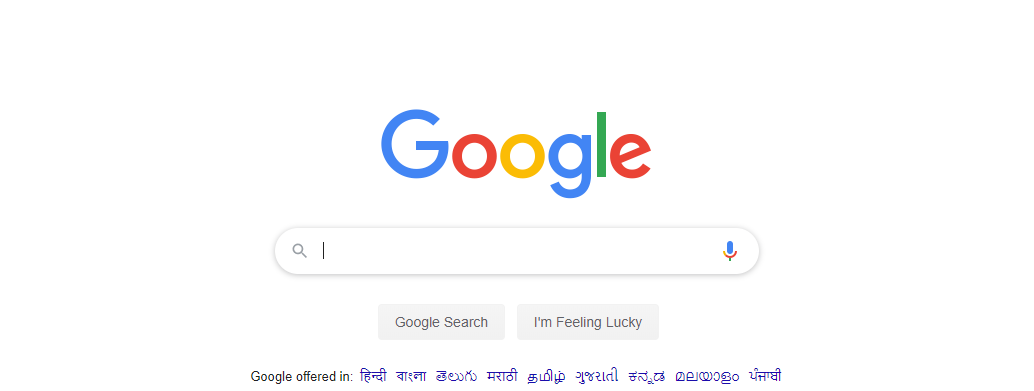 Google
Google Search
I'm Feeling Lucky
Google offered in: हिन्दी বাংলা తెలుగు मराठी தமிழ் ગુજરાતી ಕನ್ನಡ മലയാളം ਪੰਜਾਬੀ